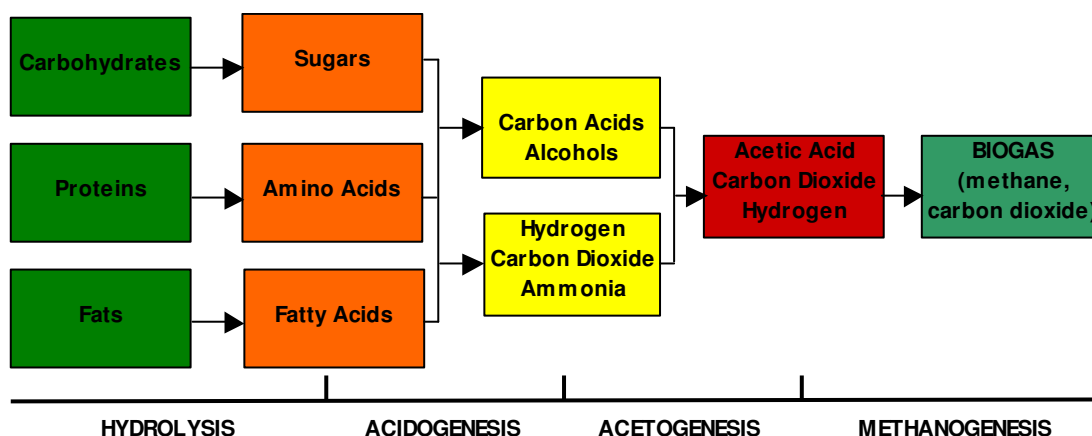 Carbohydrates
Sugars
Proteins
Amino Acids
Fats
Fatty Acids
Carbon Acids
Alcohols
Hydrogen
Carbon Dioxide
Ammonia
Acetic Acid
Carbon Dioxide
Hydrogen
BIOGAS
(methane,
carbon dioxide)
HYDROLYSIS
ACIDOGENESIS
ACETOGENESIS
METHANOGENESIS